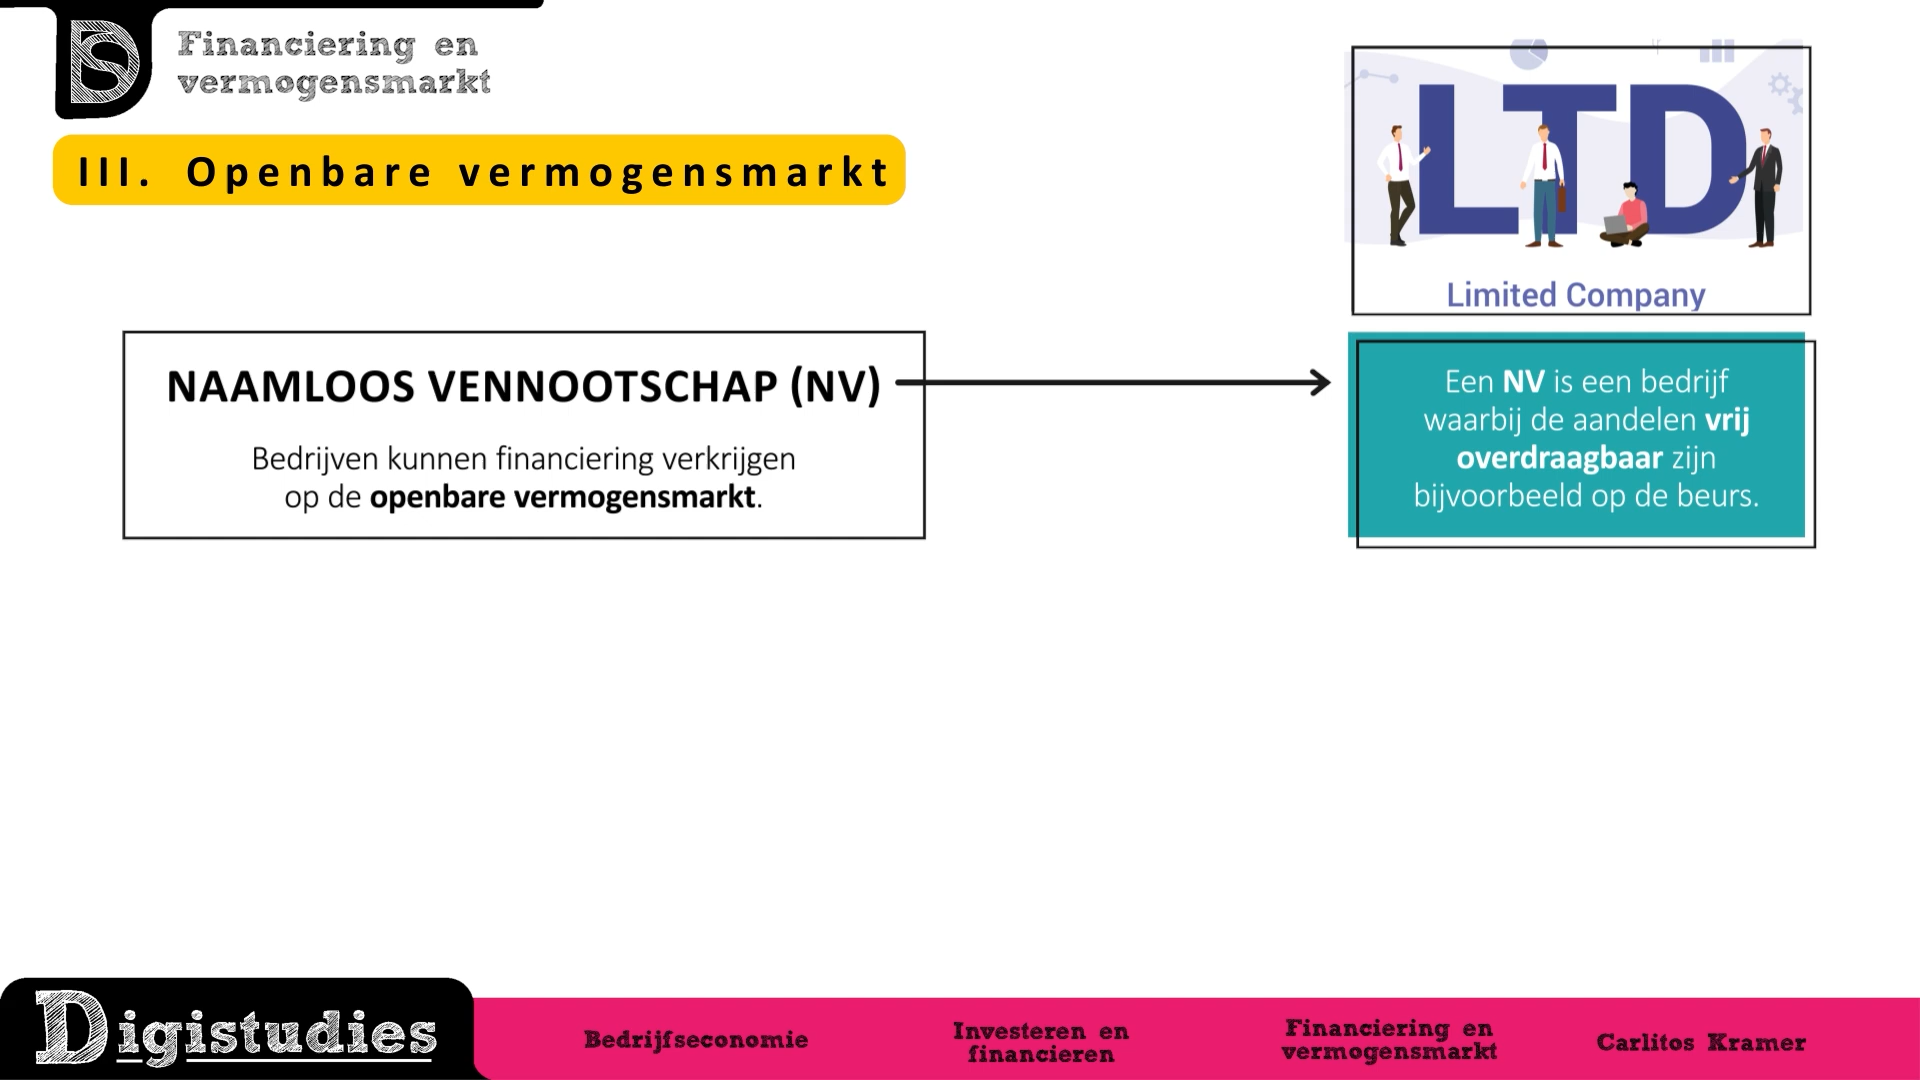 DS
Financiering en
vermogensmarkt
III. Openbare vermogensmarkt
LTD
Limited Company
NAAMLOOS VENNOOTSCHAP (NV)
Bedrijven kunnen financiering verkrijgen
op de openbare vermogensmarkt.
Een NV is een bedrijf
waarbij de aandelen vrij
overdraagbaar zijn
bijvoorbeeld op de beurs.
Digistudies
Bedrijfseconomie
Investeren en
financieren
Financiering en
vermogensmarkt
Carlitos Kramer